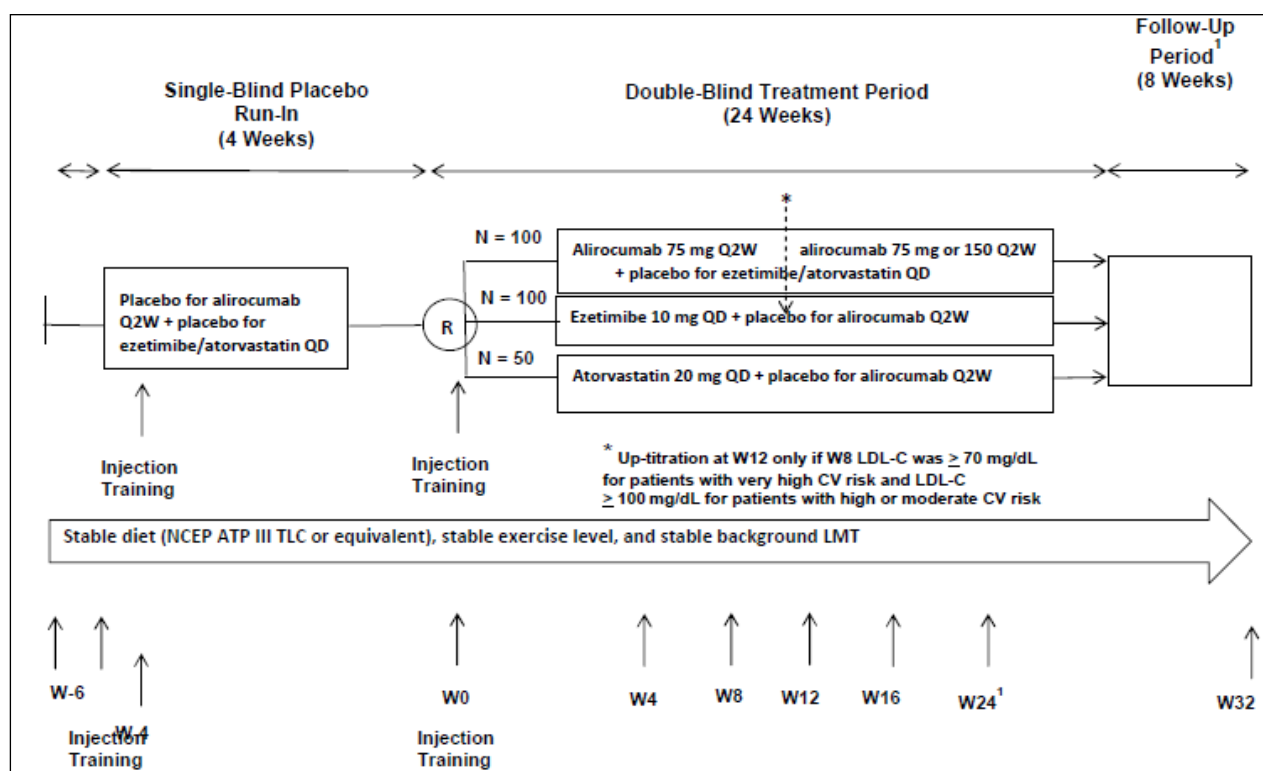 Follow-Up
Period1
(8 Weeks)
Single-Blind Placebo
Run-In
(4 Weeks)
Double-Blind Treatment Period
(24 Weeks)
*
N = 100
Alirocumab 75 mg Q2W alirocumab 75 mg or 150 Q2W
+ placebo for ezetimibe/atorvastatin QD
Placebo for alirocumab
Q2W + placebo for
ezetimibe/atorvastatin QD
R
N = 100
Ezetimibe 10 mg QD + placebo for alirocumab Q2W
N = 50
Atorvastatin 20 mg QD + placebo for alirocumab Q2W
Injection
Training
Injection
Training
* Up-titration at W12 only if W8 LDL-C was ≥ 70 mg/dL
for patients with very high CV risk and LDL-C
≥ 100 mg/dL for patients with high or moderate CV risk
Stable diet (NCEP ATP III TLC or equivalent), stable exercise level, and stable background LMT
W-6
W-4
W0
W4
W8
W12
W16
W241
W32
Injection
Training
Injection
Training